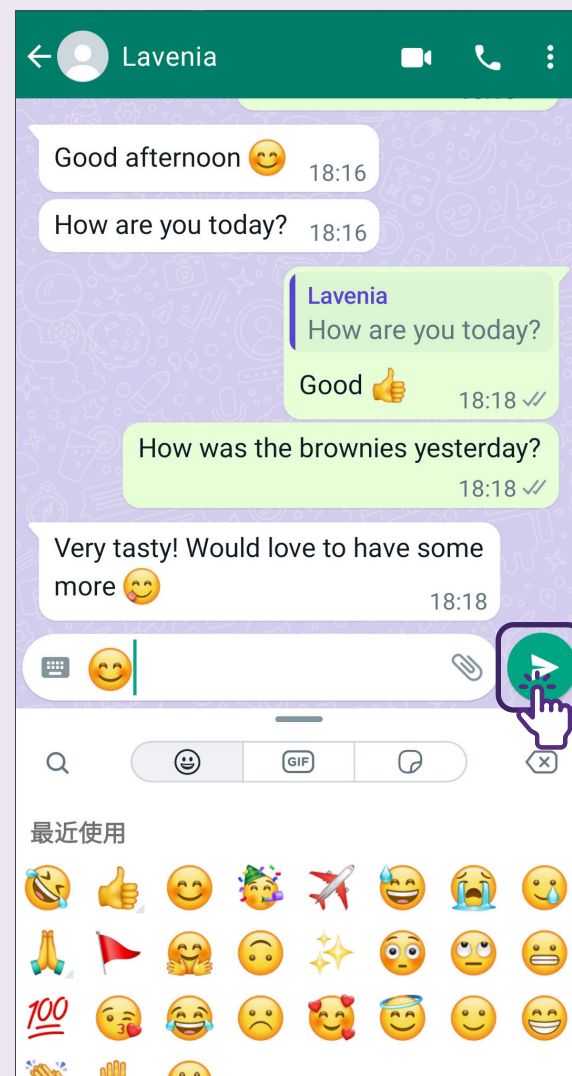 Lavenia
Good afternoon 😊 18:16
How are you today? 18:16
Lavenia
How are you today?
Good 👍 18:18
How was the brownies yesterday?
18:18
Very tasty! Would love to have some
more 😋 18:18
😊
GIF
最近使用